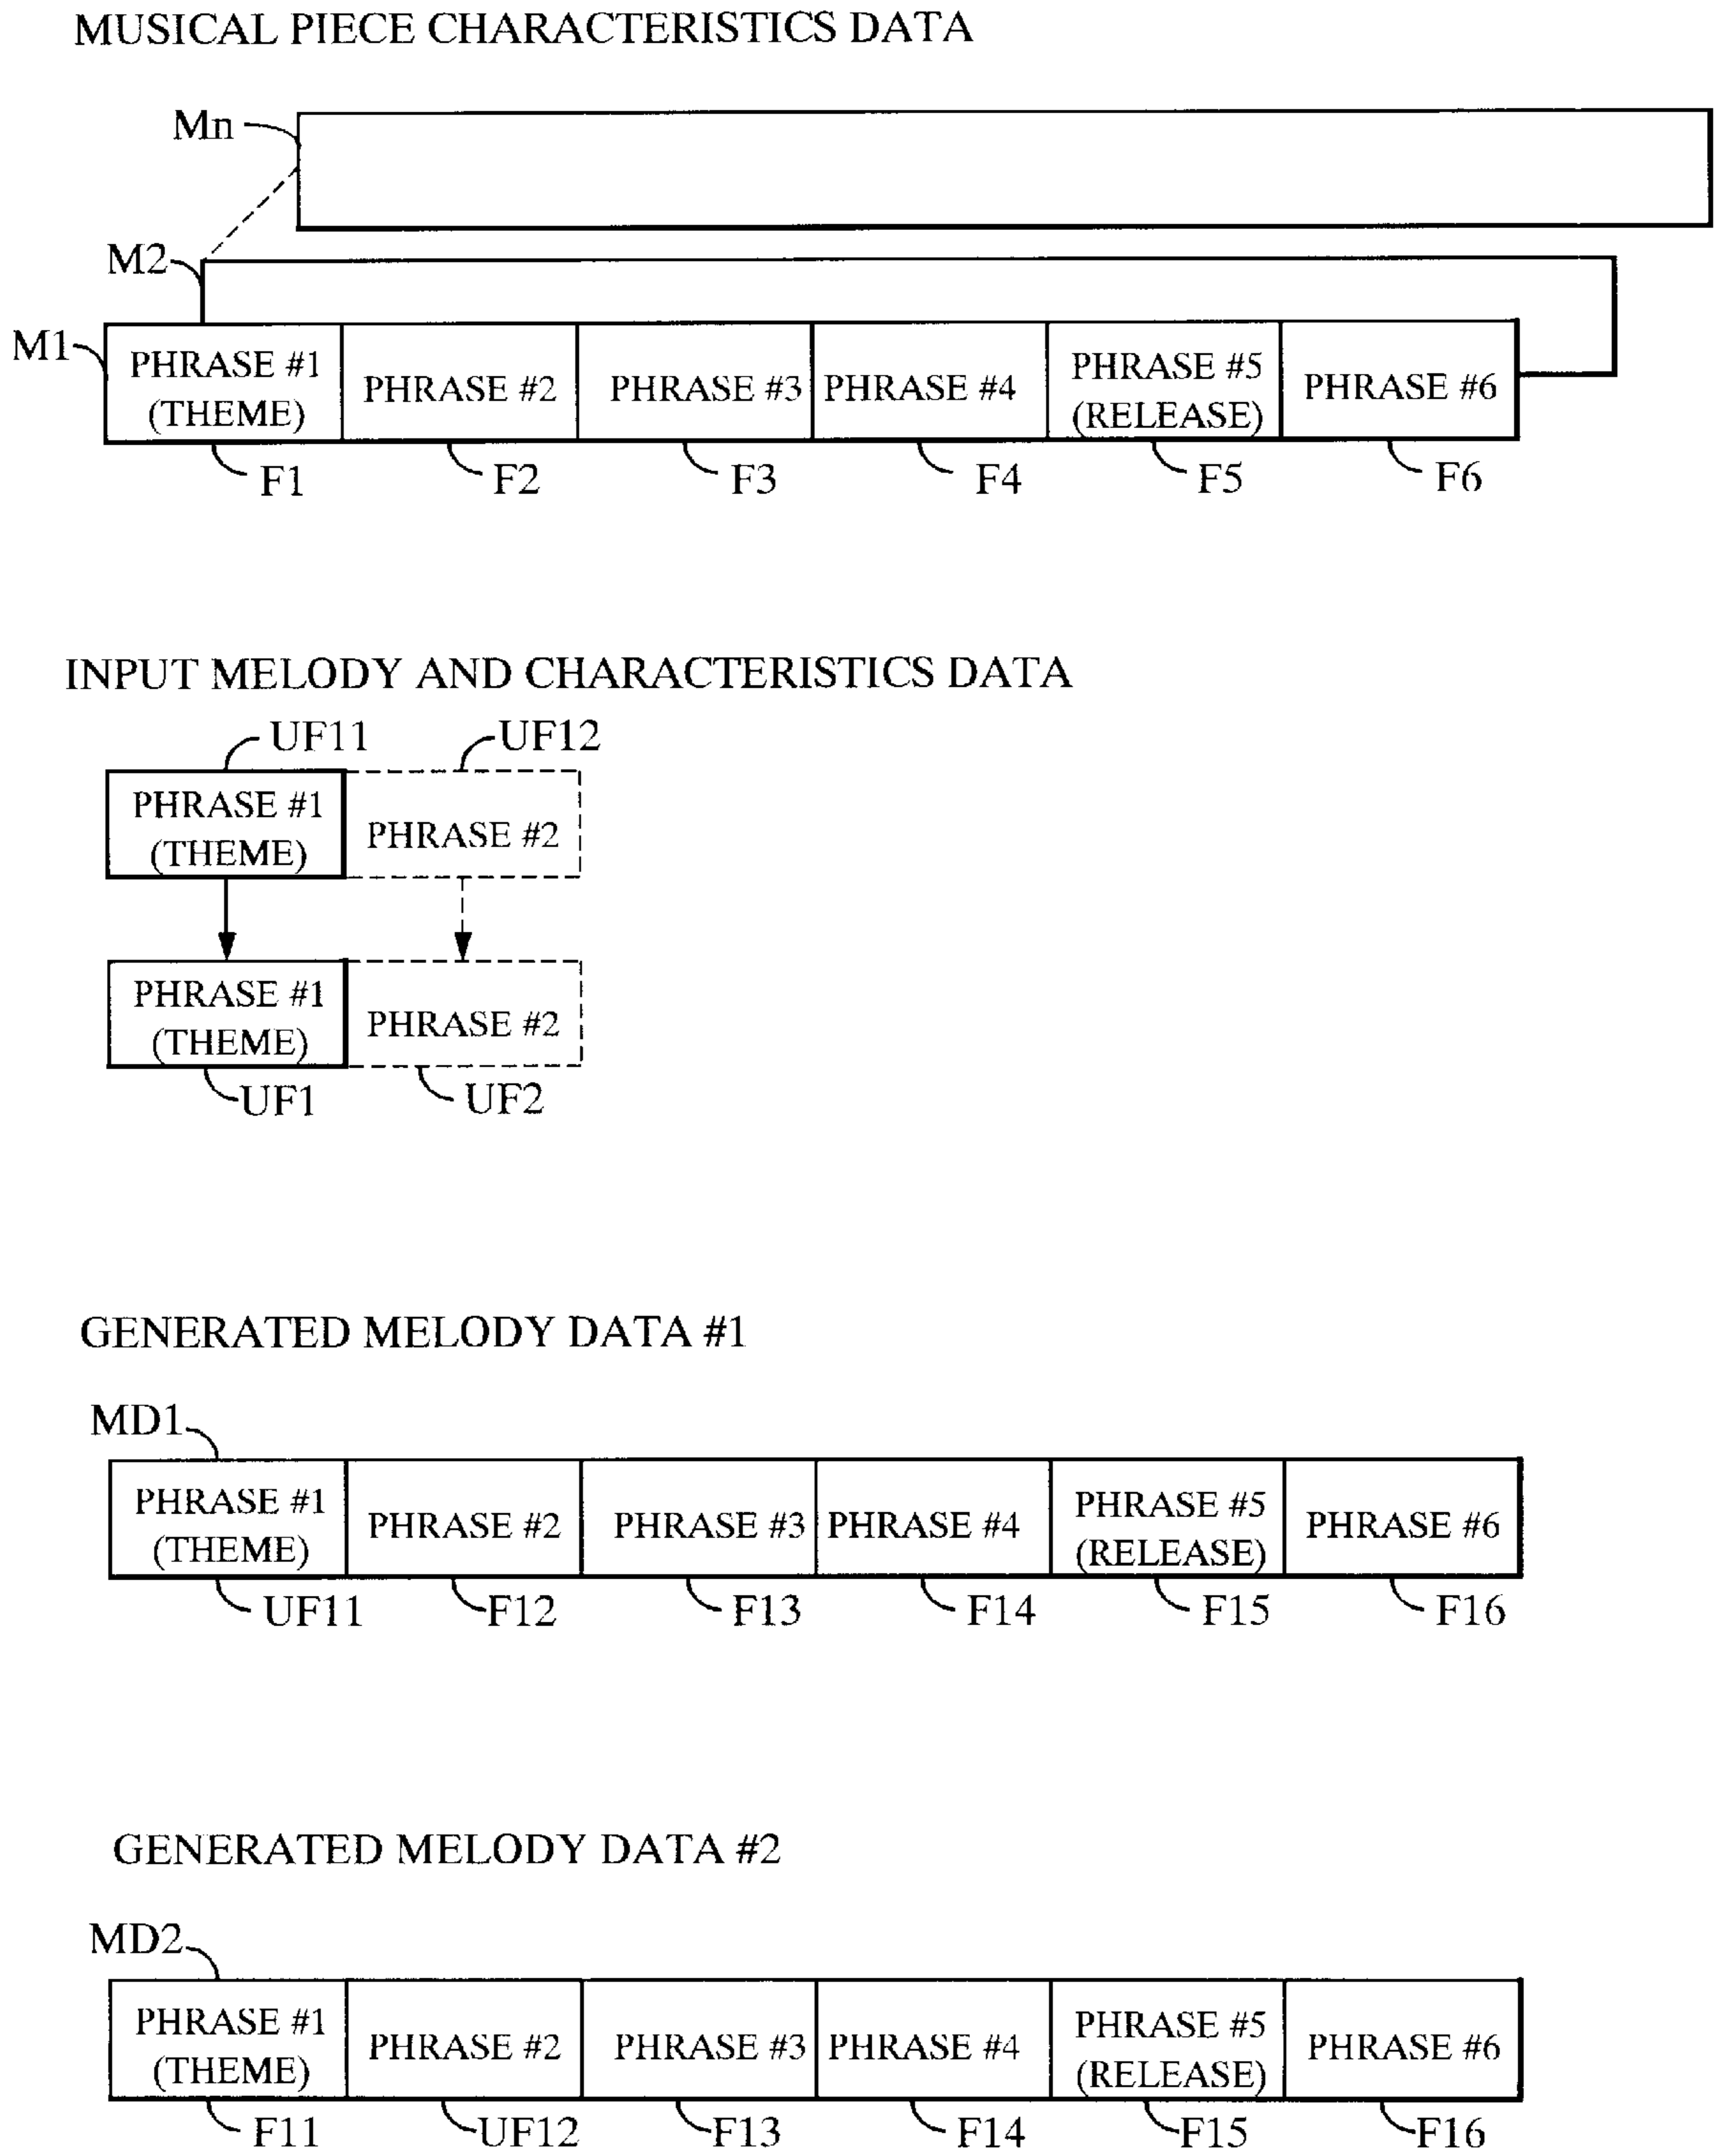 MUSICAL PIECE CHARACTERISTICS DATA
Mn
M2
M1
PHRASE #1
(THEME)
PHRASE #2
PHRASE #3
PHRASE #4
PHRASE #5
(RELEASE)
PHRASE #6
F1
F2
F3
F4
F5
F6
INPUT MELODY AND CHARACTERISTICS DATA
UF11
UF12
PHRASE #1
(THEME)
PHRASE #2
PHRASE #1
(THEME)
PHRASE #2
UF1
UF2
GENERATED MELODY DATA #1
MD1
PHRASE #1
(THEME)
PHRASE #2
PHRASE #3
PHRASE #4
PHRASE #5
(RELEASE)
PHRASE #6
UF11
F12
F13
F14
F15
F16
GENERATED MELODY DATA #2
MD2
PHRASE #1
(THEME)
PHRASE #2
PHRASE #3
PHRASE #4
PHRASE #5
(RELEASE)
PHRASE #6
F11
UF12
F13
F14
F15
F16